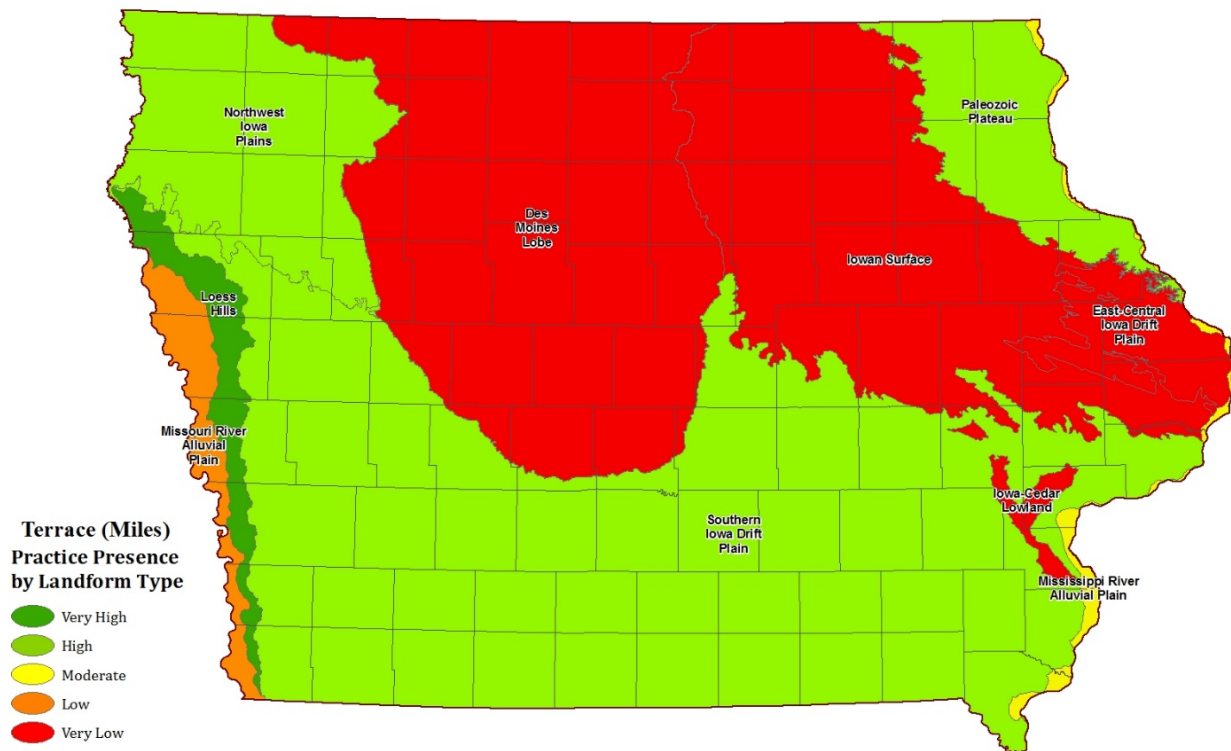 Northwest
Iowa
Plains
Paleozoic
Plateau
Des
Moines
Lobe
Iowan Surface
Loess
Hills
East-Central
Iowa Drift
Plain
Missouri River
Alluvial
Plain
Iowa-Cedar
Lowland
Southern
Iowa Drift
Plain
Mississippi River
Alluvial Plain
Terrace (Miles)
Practice Presence
by Landform Type
Very High
High
Moderate
Low
Very Low